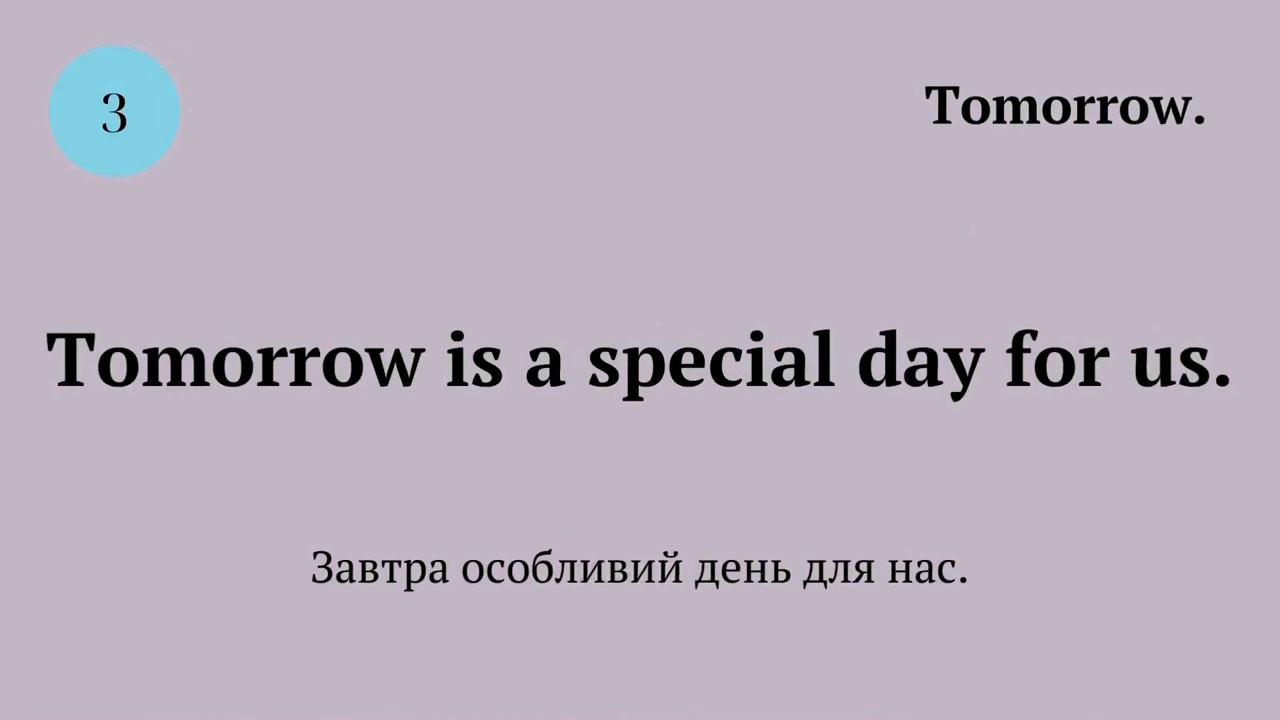 3
Tomorrow.
Tomorrow is a special day for us.
Завтра особливий день для нас.